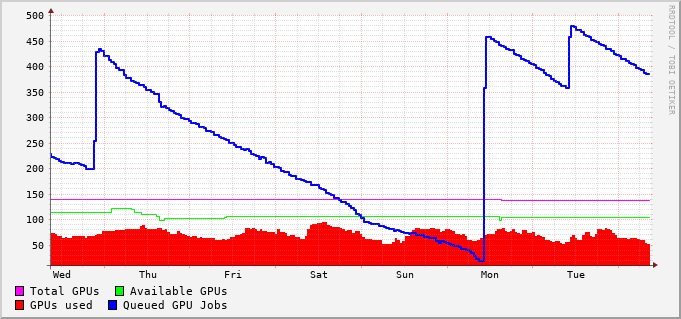 500
450
400
350
300
250
200
150
100
50
Wed Thu Fri Sat Sun Mon Tue
Total GPUs Available GPUs
GPUs used Queued GPU Jobs
RRDTOOL / TOBI OETIKER